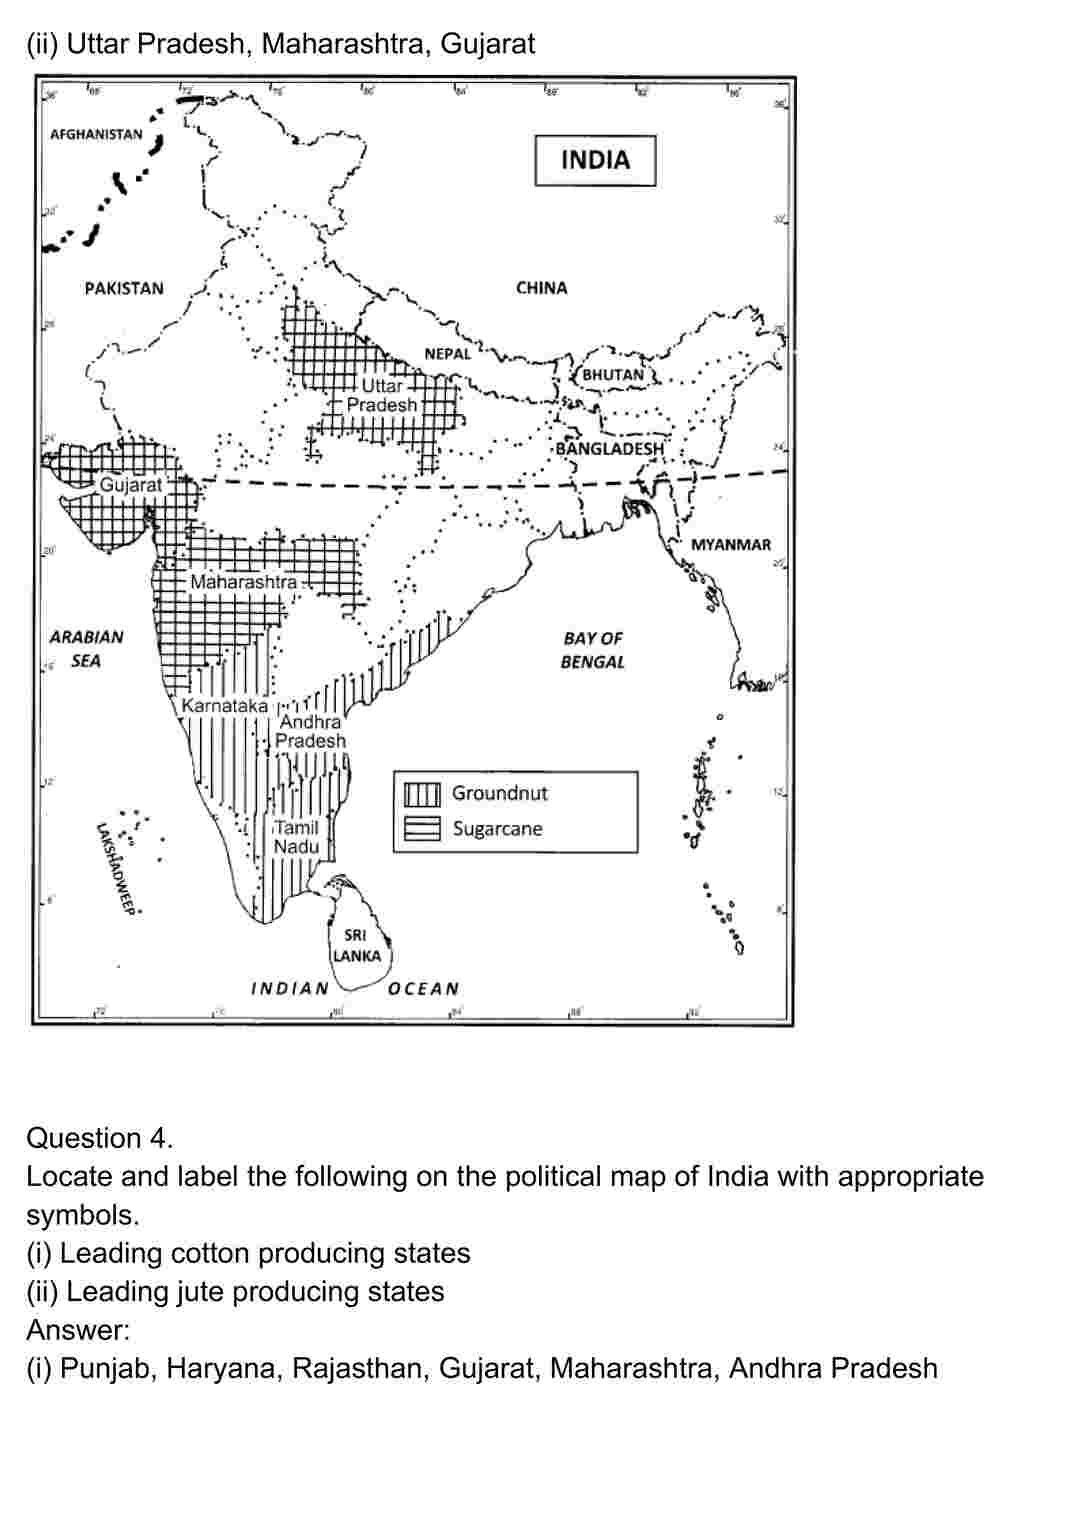 (ii) Uttar Pradesh, Maharashtra, Gujarat
AFGHANISTAN
INDIA
PAKISTAN
CHINA
NEPAL
BHUTAN
Uttar
Pradesh
BANGLADESH
Gujarat
MYANMAR
Maharashtra
ARABIAN
SEA
BAY OF
BENGAL
Karnataka
Andhra
Pradesh
Groundnut
Sugarcane
Tamil
Nadu
LAKSHADWEEP
SRI
LANKA
INDIAN OCEAN
Question 4.
Locate and label the following on the political map of India with appropriate
symbols.
(i) Leading cotton producing states
(ii) Leading jute producing states
Answer:
(i) Punjab, Haryana, Rajasthan, Gujarat, Maharashtra, Andhra Pradesh